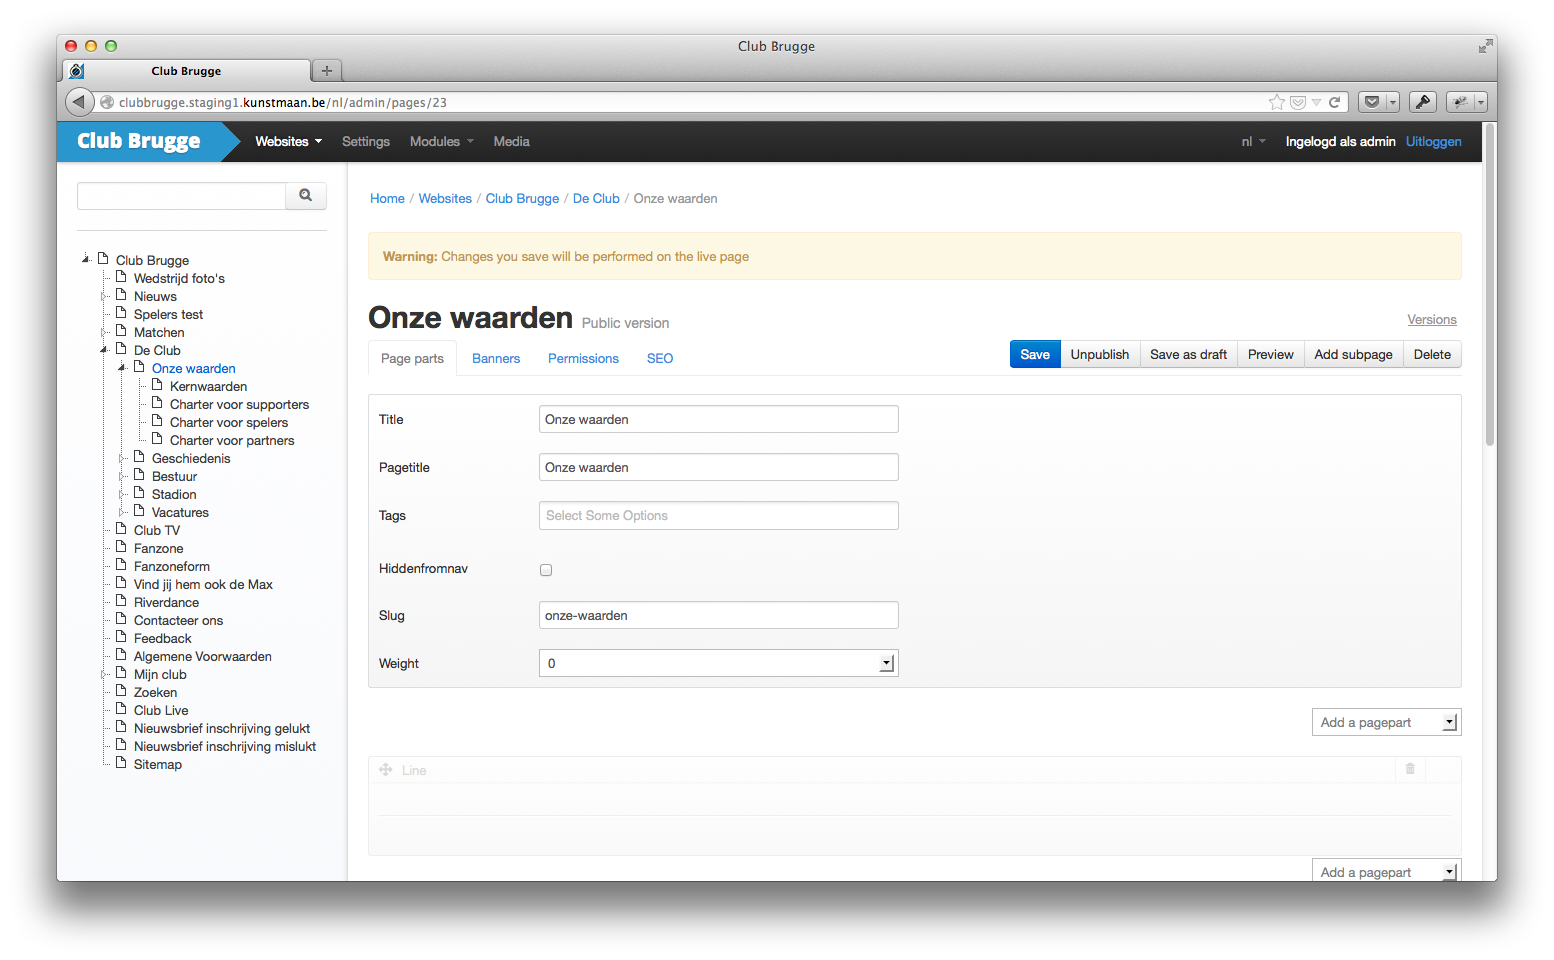 Club Brugge
Club Brugge
clubbrugge.staging1.kunstmaan.be/nl/admin/pages/23
Club Brugge Websites Settings Modules Media nl Ingelogd als admin Uitloggen
Home / Websites / Club Brugge / De Club / Onze waarden
Warning: Changes you save will be performed on the live page
Onze waarden Public version Versions
Page parts Banners Permissions SEO Save Unpublish Save as draft Preview Add subpage Delete
Club Brugge
Wedstrijd foto's
Nieuws
Spelers test
Matchen
De Club
Onze waarden
Kernwaarden
Charter voor supporters
Charter voor spelers
Charter voor partners
Geschiedenis
Bestuur
Stadion
Vacatures
Club TV
Fanzone
Fanzoneform
Vind jij hem ook de Max
Riverdance
Contacteer ons
Feedback
Algemene Voorwaarden
Mijn club
Zoeken
Club Live
Nieuwsbrief inschrijving gelukt
Nieuwsbrief inschrijving mislukt
Sitemap
Title Onze waarden
Pagetitle Onze waarden
Tags Select Some Options
Hiddenfromnav
Slug onze-waarden
Weight 0
Add a pagepart
Line
Add a pagepart